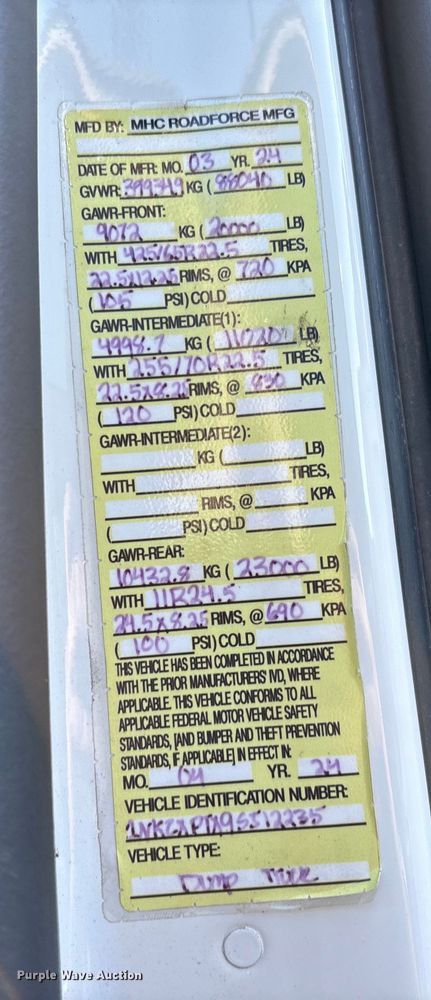 MFD BY: MHC ROADFORCE MFG
DATE OF MFR: MO. 03 YR. 24
GVWR: KG ( 88040 LB)
GAWR-FRONT:
9072 KG ( 20000 LB)
WITH 425/65R22.5 TIRES,
22.5X12.25 RIMS, @ 720 KPA
( 105 PSI) COLD
GAWR-INTERMEDIATE(1):
4998.7 KG ( LB)
WITH 255/70R22.5 TIRES,
22.5x8.25 RIMS, @ 830 KPA
( 120 PSI) COLD
GAWR-INTERMEDIATE(2):
KG ( LB)
WITH TIRES,
RIMS, @ KPA
( PSI) COLD
GAWR-REAR:
10432.8 KG ( 23000 LB)
WITH 11R24.5 TIRES,
24.5x8.25 RIMS, @ 690 KPA
( 100 PSI) COLD
THIS VEHICLE HAS BEEN COMPLETED IN ACCORDANCE
WITH THE PRIOR MANUFACTURERS' IVD, WHERE
APPLICABLE. THIS VEHICLE CONFORMS TO ALL
APPLICABLE FEDERAL MOTOR VEHICLE SAFETY
STANDARDS, [AND BUMPER AND THEFT PREVENTION
STANDARDS, IF APPLICABLE] IN EFFECT IN:
MO. 04 YR. 24
VEHICLE IDENTIFICATION NUMBER:
VEHICLE TYPE:
Dump
Purple Wave Auction